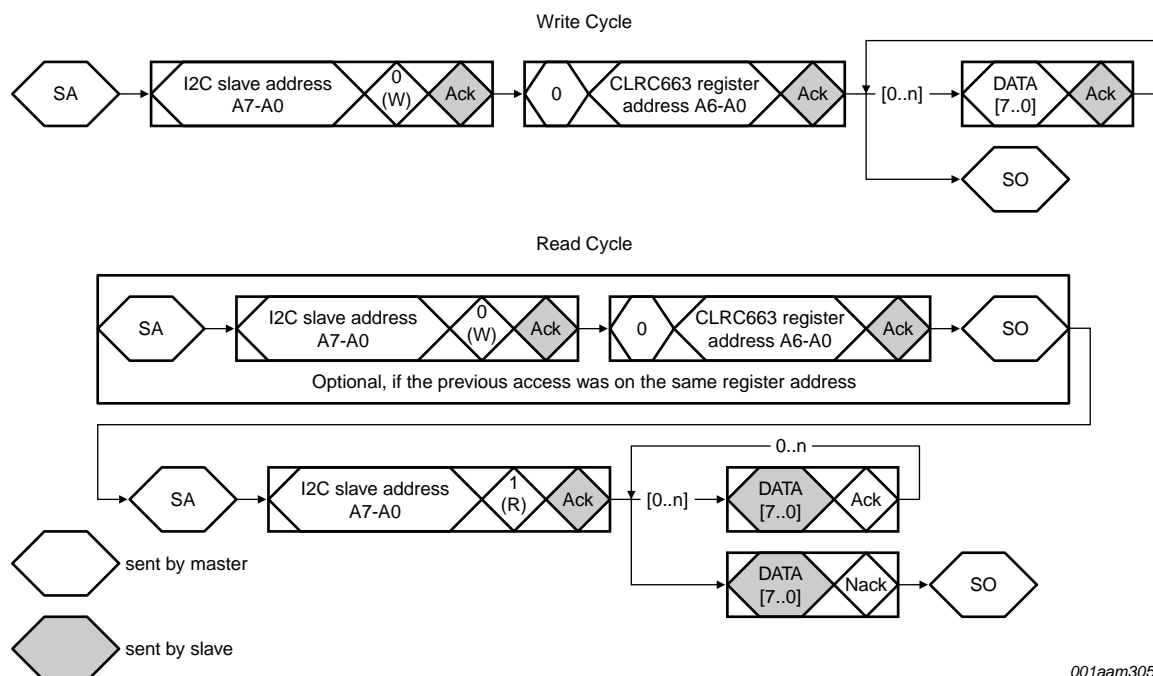 Write Cycle
SA
I2C slave address
A7-A0
0
(W)
Ack
0
CLRC663 register
address A6-A0
Ack
[0..n]
DATA
[7..0]
Ack
SO
Read Cycle
SA
I2C slave address
A7-A0
0
(W)
Ack
0
CLRC663 register
address A6-A0
Ack
SO
Optional, if the previous access was on the same register address
0..n
SA
I2C slave address
A7-A0
1
(R)
Ack
[0..n]
DATA
[7..0]
Ack
sent by master
DATA
[7..0]
Nack
SO
sent by slave
001aam305